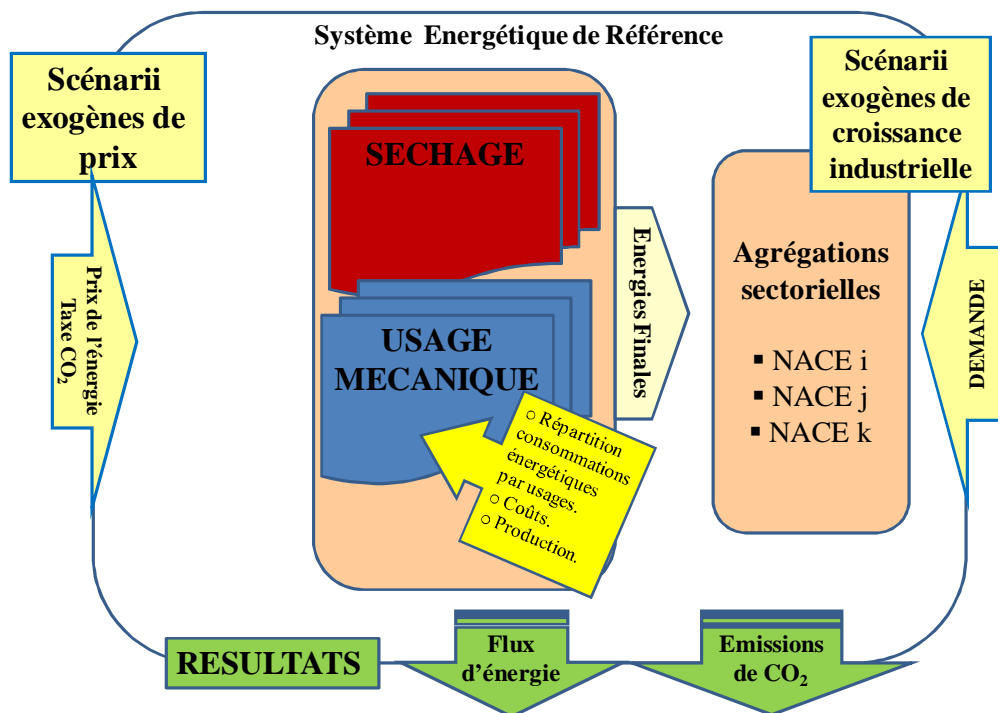 Système Energétique de Référence
Scénarii
exogènes de
prix
Prix de l'énergie
Taxe CO₂
SECHAGE
USAGE
MECANIQUE
○ Répartition
consommations
énergétiques
par usages.
○ Coûts.
○ Production.
Energies Finales
Scénarii
exogènes de
croissance
industrielle
Agrégations
sectorielles
▪ NACE i
▪ NACE j
▪ NACE k
DEMANDE
RESULTATS
Flux
d'énergie
Emissions
de CO₂